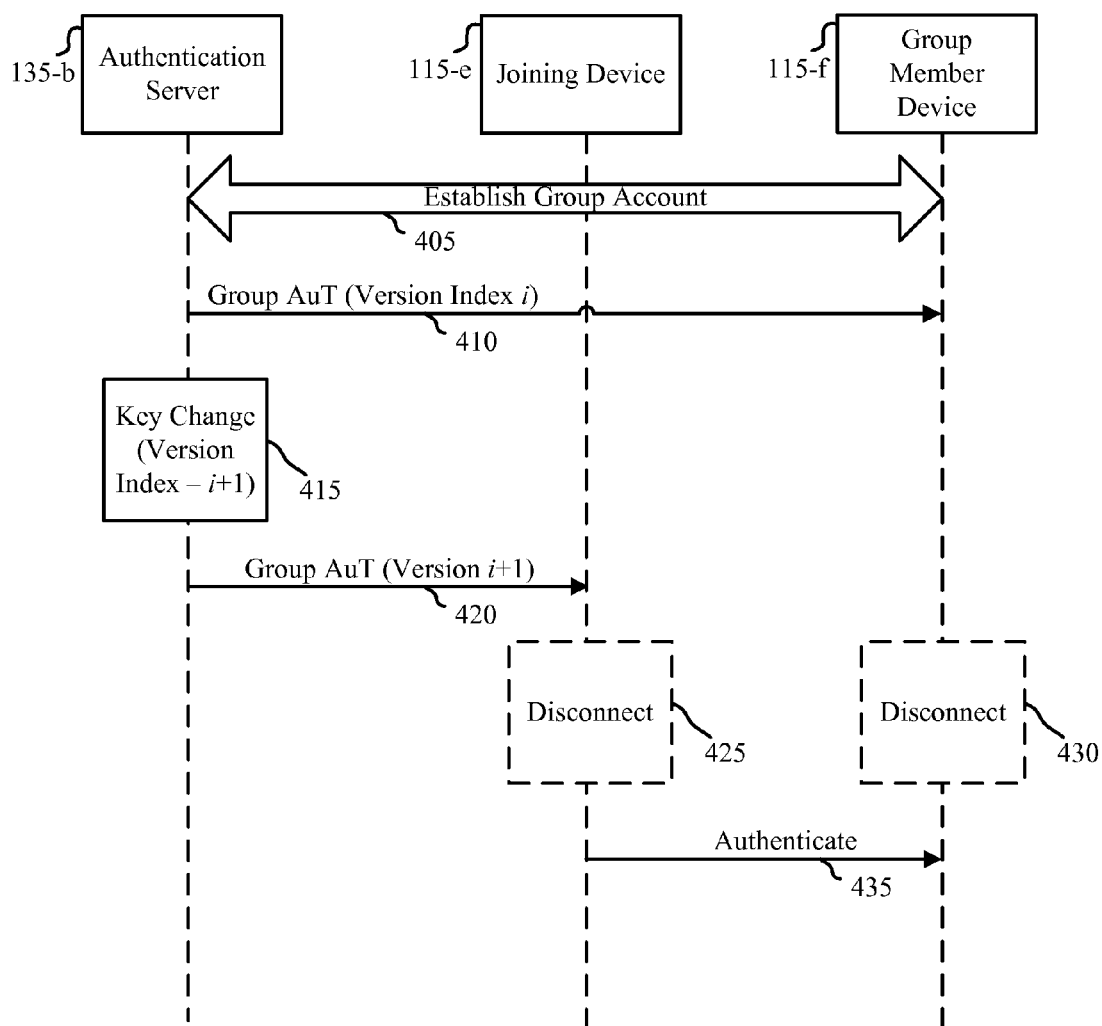 135-b
Authentication
Server
115-e
Joining Device
115-f
Group
Member
Device
Establish Group Account
405
Group AuT (Version Index i)
410
Key Change
(Version
Index – i+1)
415
Group AuT (Version i+1)
420
Disconnect
425
Disconnect
430
Authenticate
435